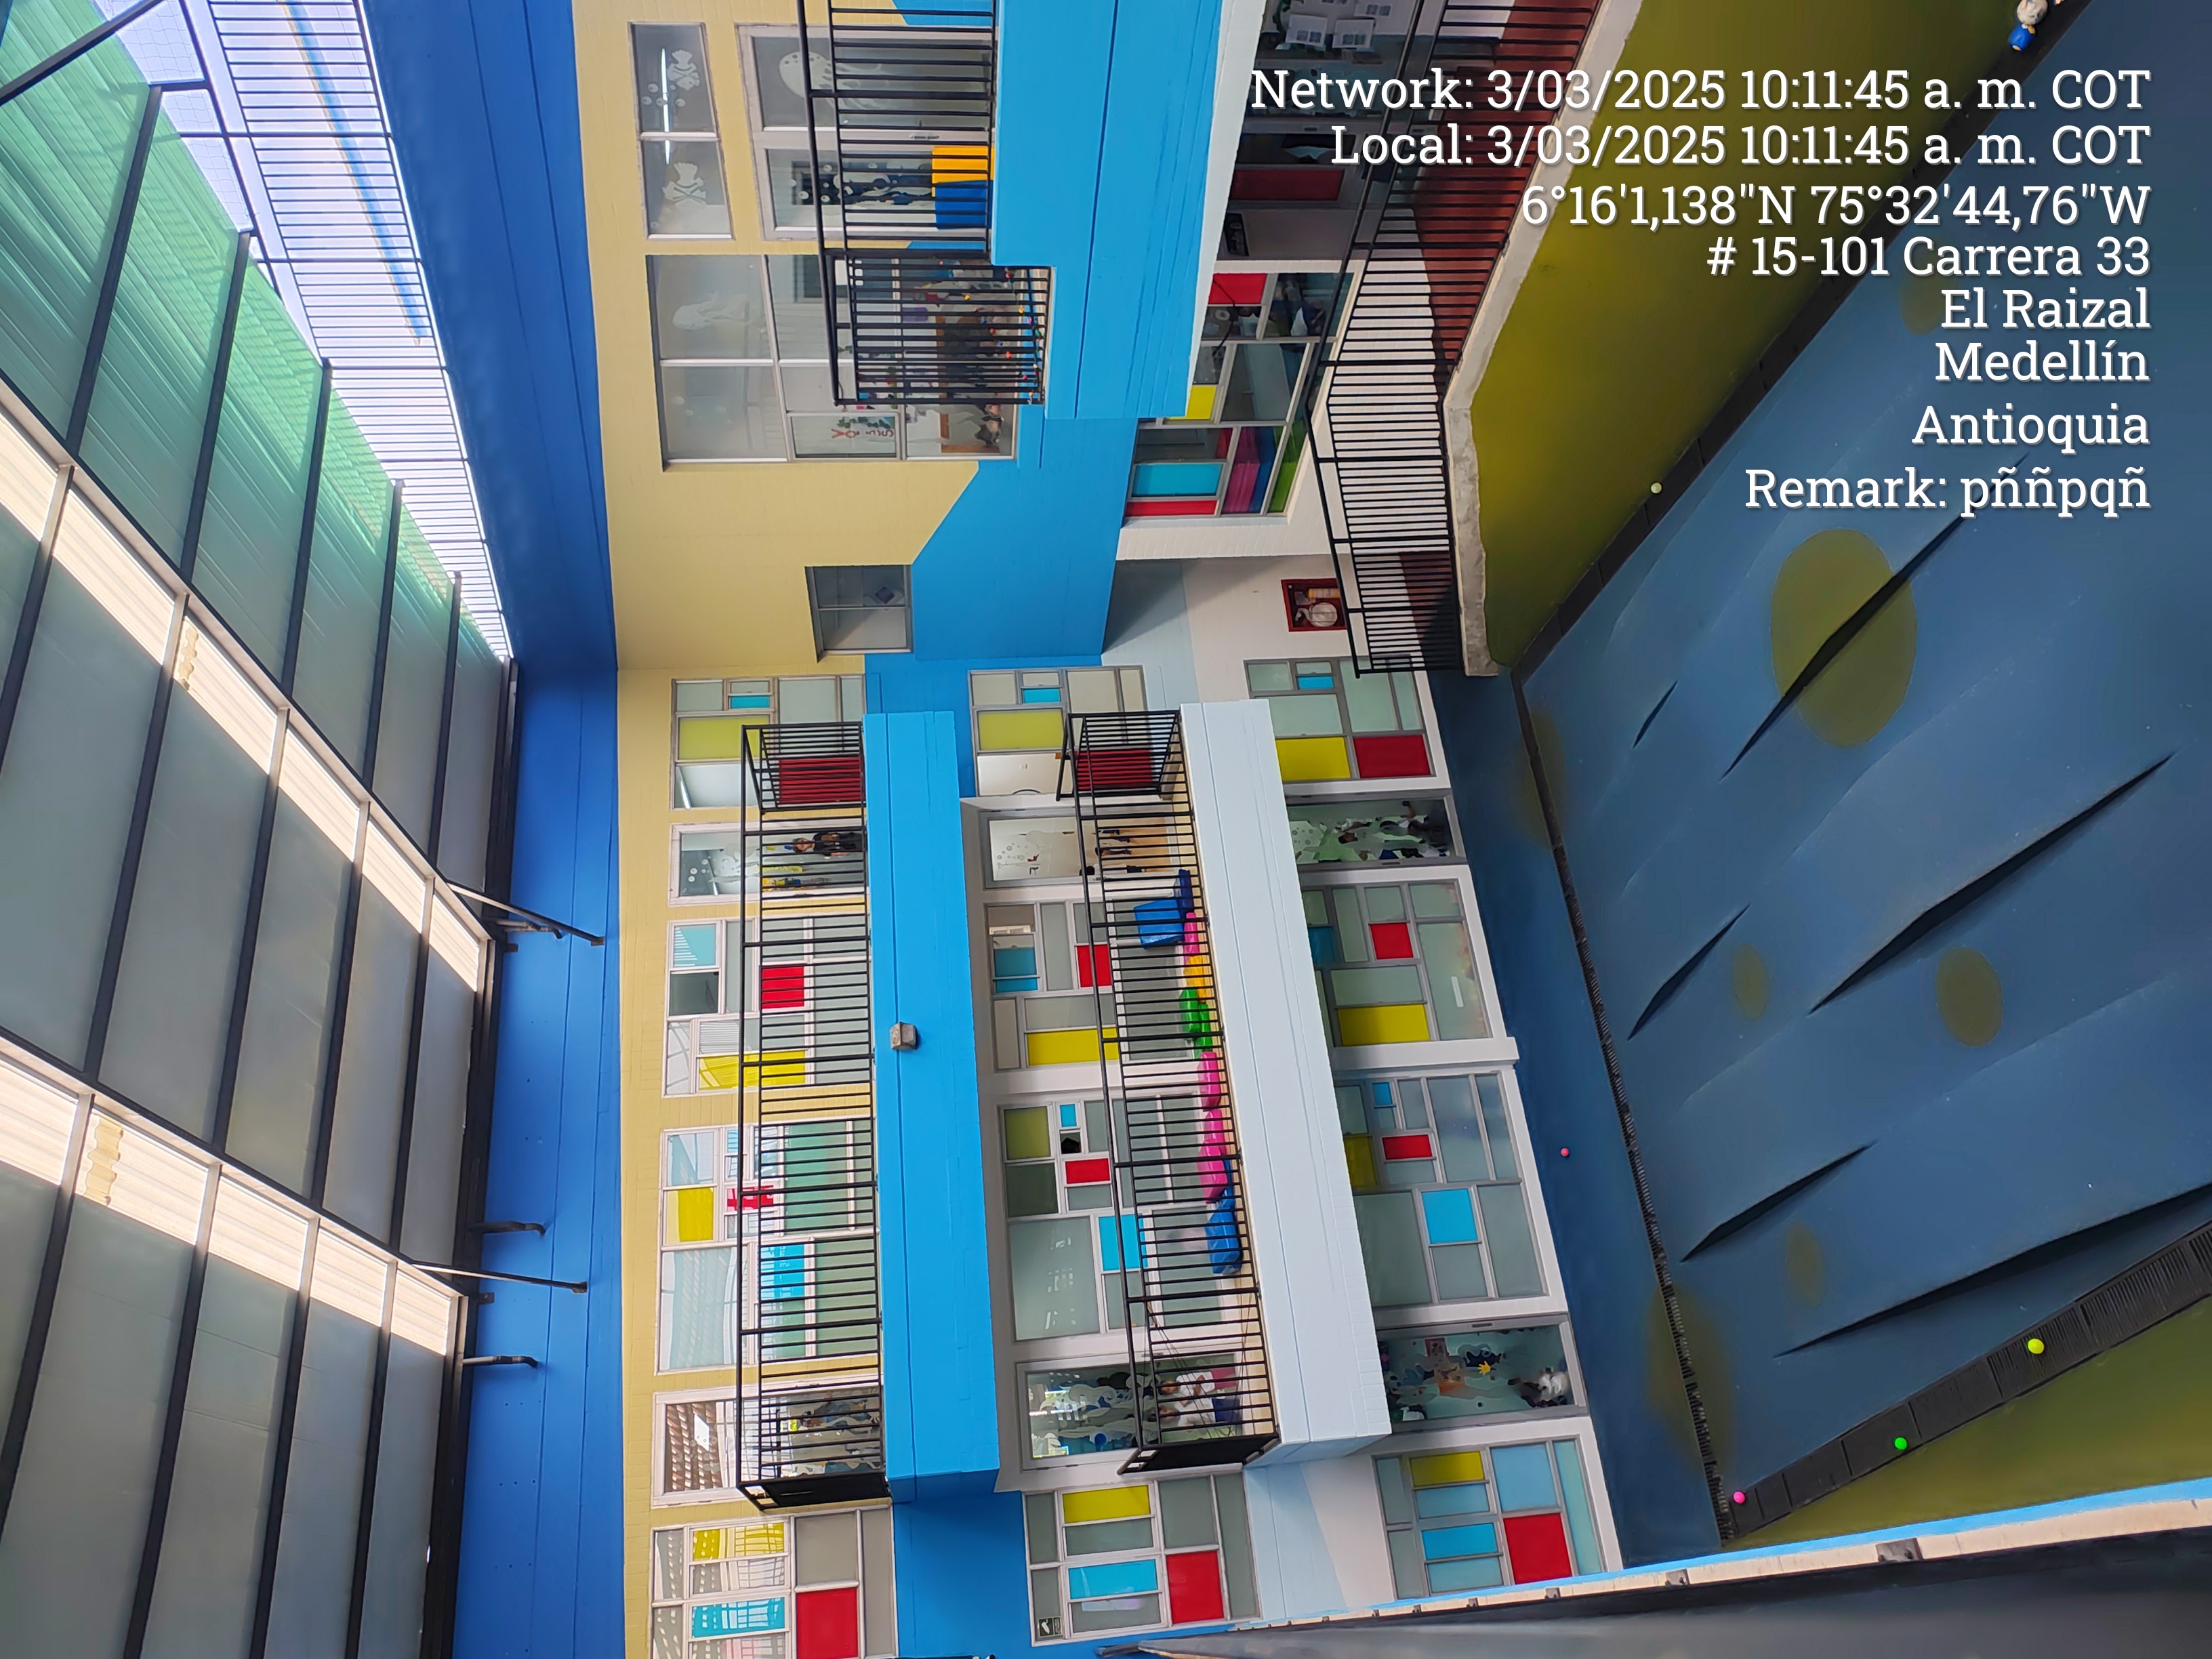 Network: 3/03/2025 10:11:45 a. m. COT
Local: 3/03/2025 10:11:45 a. m. COT
6°16'1,138"N 75°32'44,76"W
# 15-101 Carrera 33
El Raizal
Medellín
Antioquia
Remark: pññpqñ